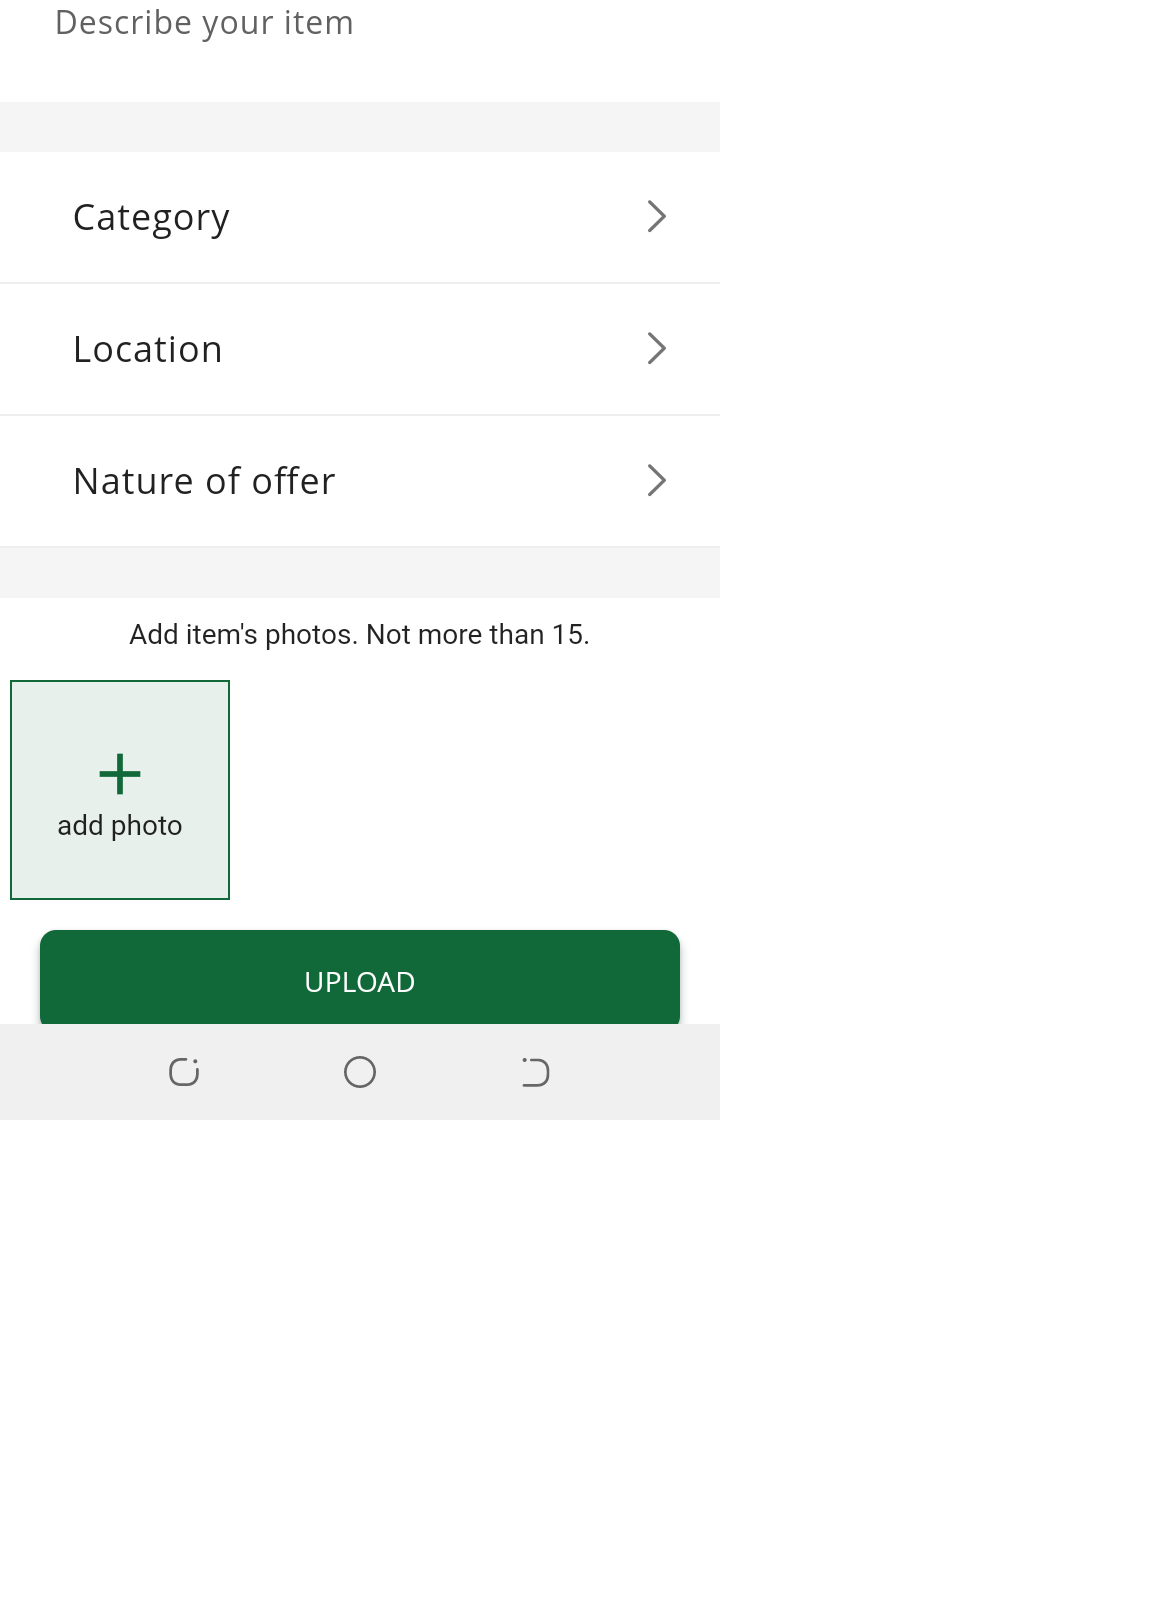 Describe your item
Category
Location
Nature of offer
Add item's photos. Not more than 15.
add photo
UPLOAD